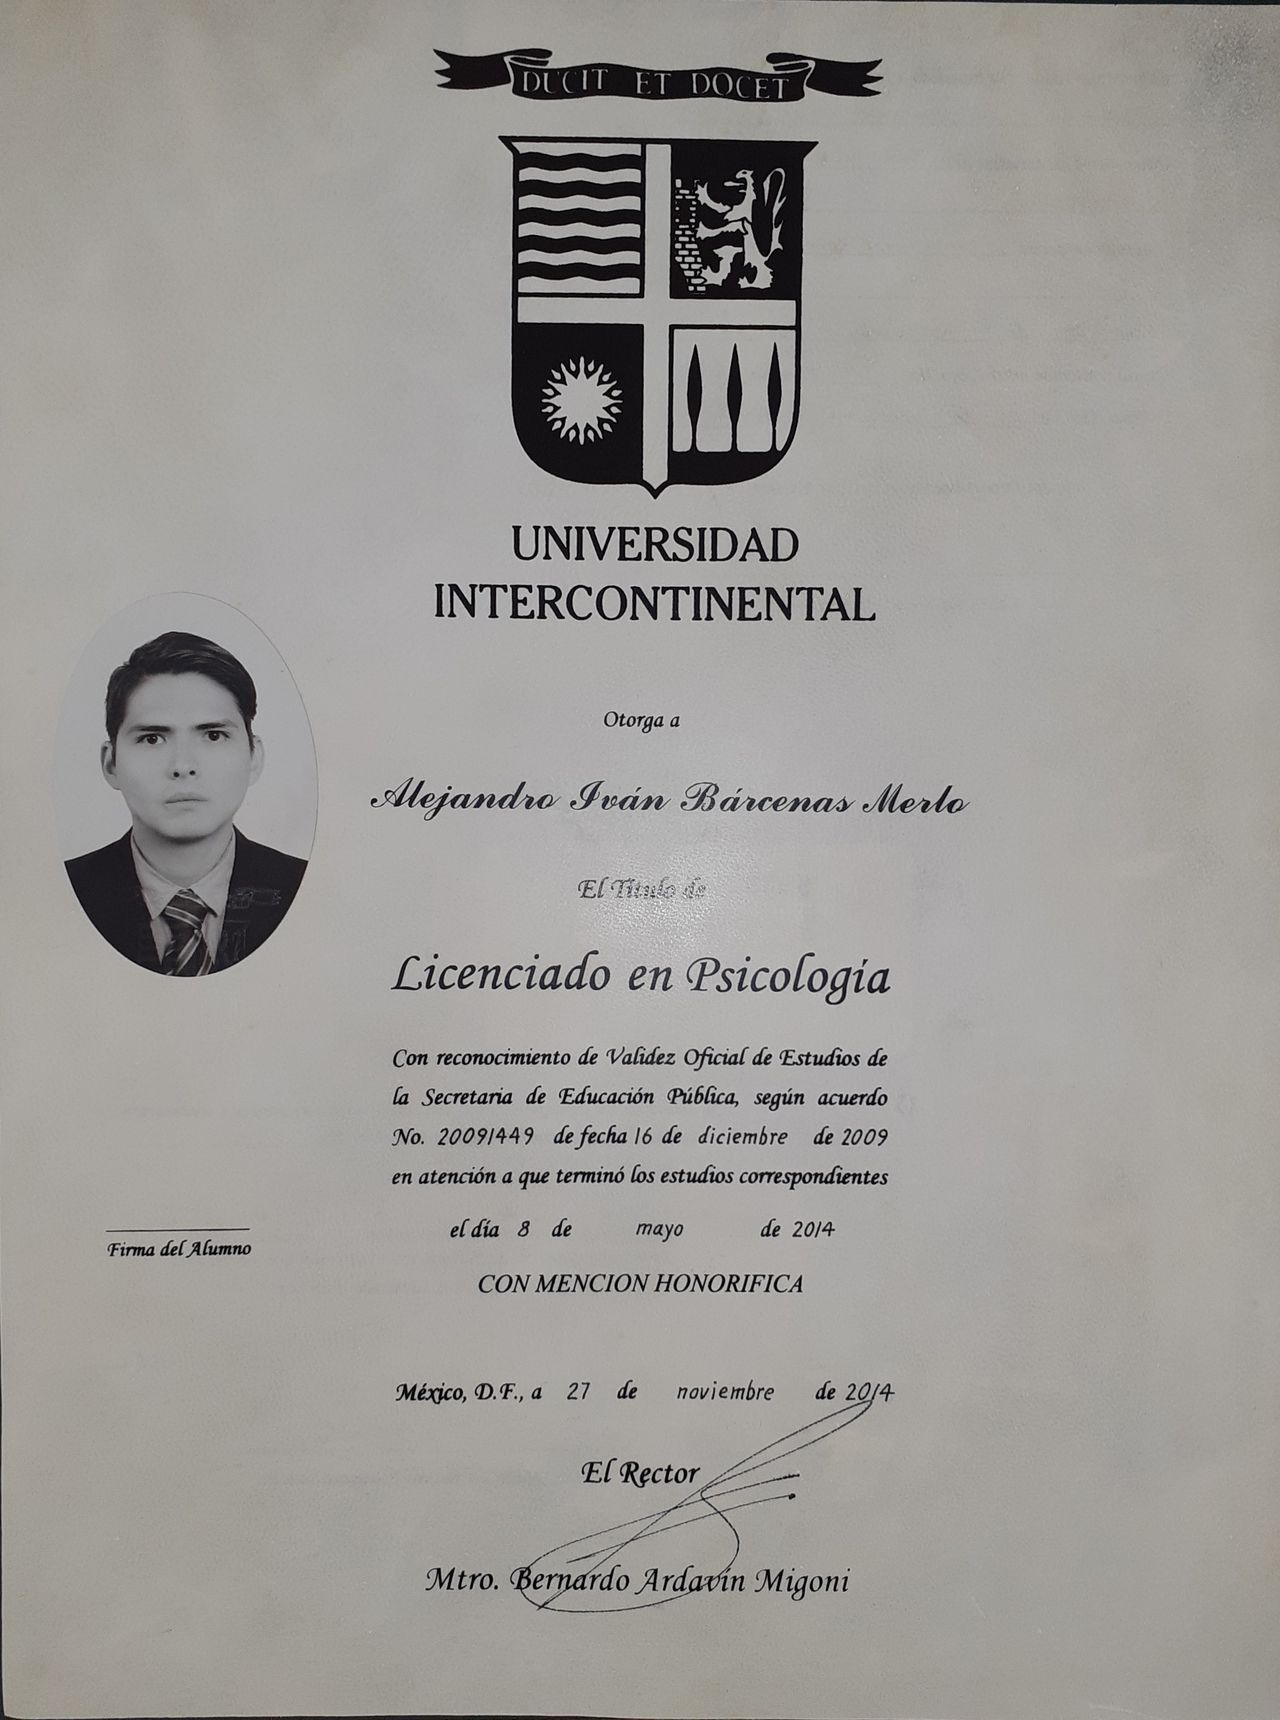 DUCIT ET DOCET
UNIVERSIDAD
INTERCONTINENTAL
Otorga a
Alejandro Iván Bárcenas Merlo
El Título de
Licenciado en Psicología
Con reconocimiento de Validez Oficial de Estudios de
la Secretaria de Educación Pública, según acuerdo
No. 20091449 de fecha 16 de diciembre de 2009
en atención a que terminó los estudios correspondientes
el día 8 de mayo de 2014
CON MENCION HONORIFICA
Firma del Alumno
México, D.F., a 27 de noviembre de 2014
El Rector
Mtro. Bernardo Ardavín Migoni